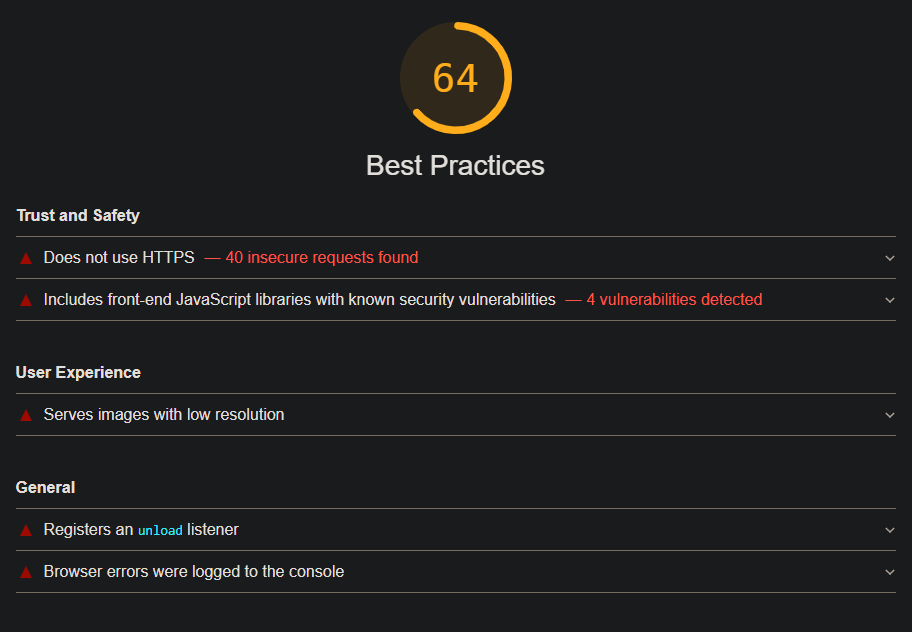 64
Best Practices
Trust and Safety
Does not use HTTPS — 40 insecure requests found
Includes front-end JavaScript libraries with known security vulnerabilities — 4 vulnerabilities detected
User Experience
Serves images with low resolution
General
Registers an unload listener
Browser errors were logged to the console